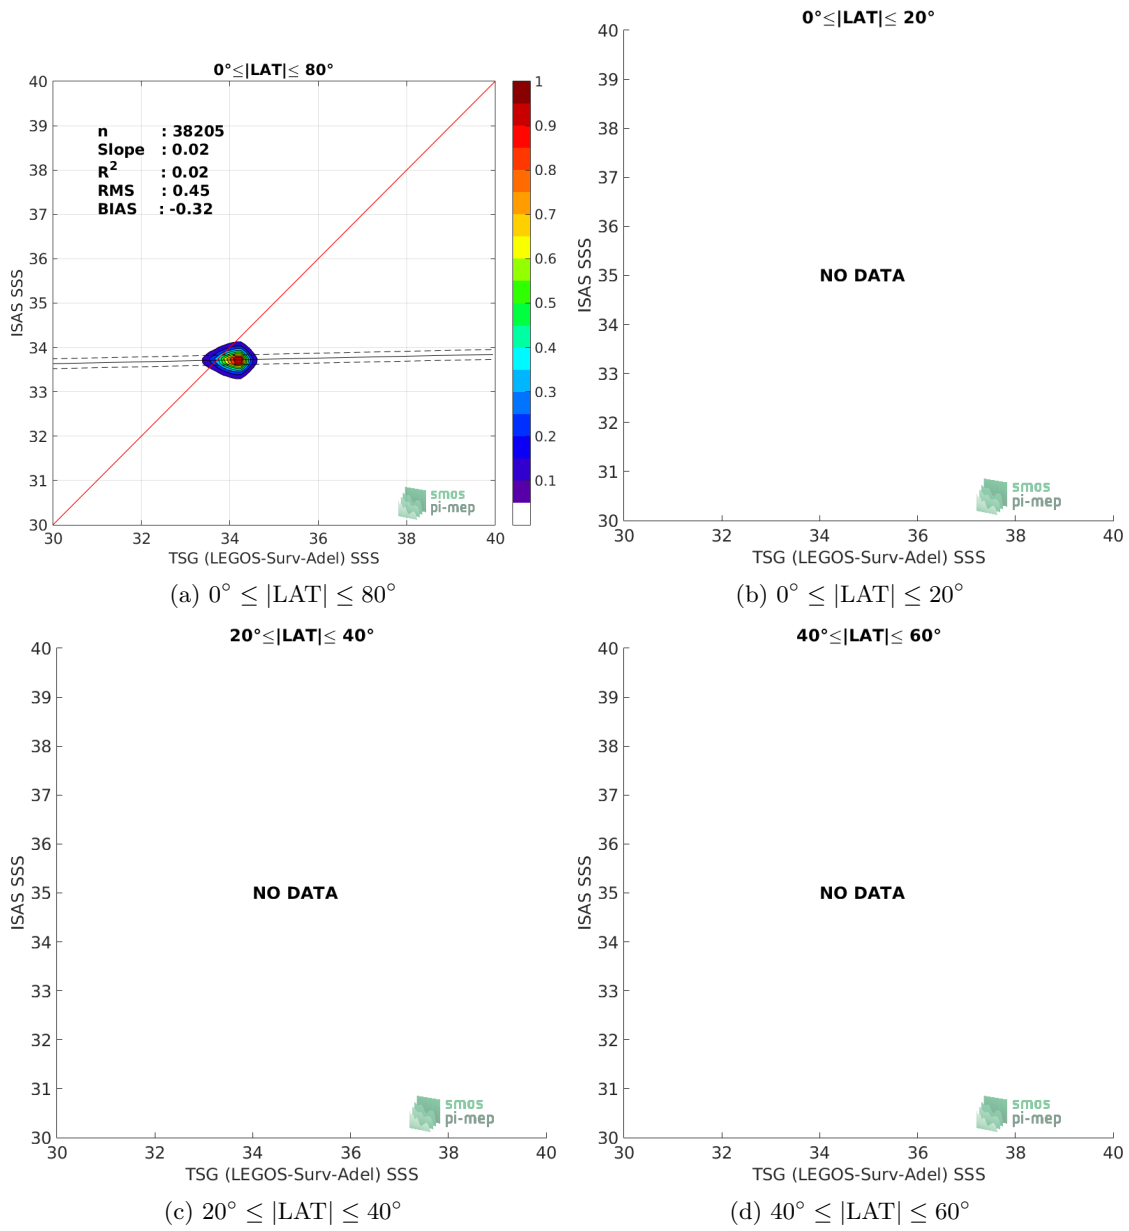 0°≤|LAT|≤ 80°
40
39
38
37
36
35
34
33
32
31
30
ISAS SSS
n : 38205
Slope : 0.02
R² : 0.02
RMS : 0.45
BIAS : -0.32
1
0.9
0.8
0.7
0.6
0.5
0.4
0.3
0.2
0.1
smos
pi-mep
30 32 34 36 38 40
TSG (LEGOS-Surv-Adel) SSS
(a) 0° ≤ |LAT| ≤ 80°
0°≤|LAT|≤ 20°
40
39
38
37
36
35
34
33
32
31
30
ISAS SSS
NO DATA
smos
pi-mep
30 32 34 36 38 40
TSG (LEGOS-Surv-Adel) SSS
(b) 0° ≤ |LAT| ≤ 20°
20°≤|LAT|≤ 40°
40
39
38
37
36
35
34
33
32
31
30
ISAS SSS
NO DATA
smos
pi-mep
30 32 34 36 38 40
TSG (LEGOS-Surv-Adel) SSS
(c) 20° ≤ |LAT| ≤ 40°
40°≤|LAT|≤ 60°
40
39
38
37
36
35
34
33
32
31
30
ISAS SSS
NO DATA
smos
pi-mep
30 32 34 36 38 40
TSG (LEGOS-Surv-Adel) SSS
(d) 40° ≤ |LAT| ≤ 60°